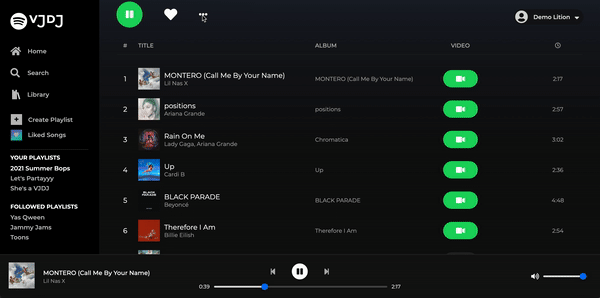 VJDJ
Demo Lition
Home
Search
Library
Create Playlist
Liked Songs
YOUR PLAYLISTS
2021 Summer Bops
Let's Partayyy
She's a VJDJ
FOLLOWED PLAYLISTS
Yas Qween
Jammy Jams
Toons
# TITLE ALBUM VIDEO
1 MONTERO (Call Me By Your Name) MONTERO (Call Me By Your Name) 2:17
Lil Nas X
2 positions positions 2:57
Ariana Grande
3 Rain On Me Chromatica 3:02
Lady Gaga, Ariana Grande
4 Up Up 2:36
Cardi B
5 BLACK PARADE BLACK PARADE 4:48
Beyoncé
6 Therefore I Am Therefore I Am 2:54
Billie Eilish
MONTERO (Call Me By Your Name)
Lil Nas X
0:39 2:17